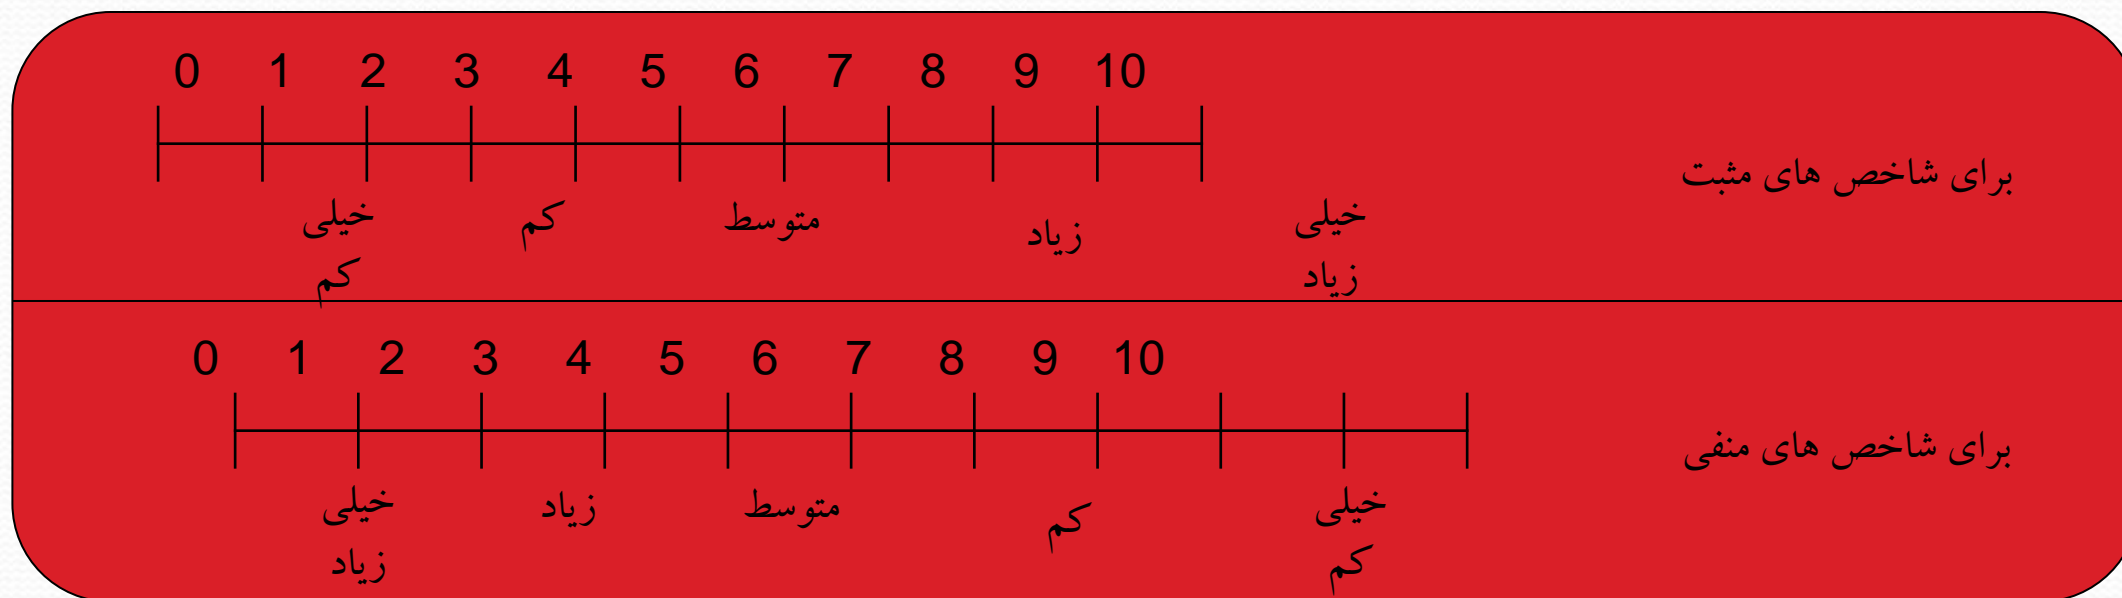 0 1 2 3 4 5 6 7 8 9 10
برای شاخص های مثبت
خیلی کم
کم
متوسط
زیاد
خیلی زیاد
0 1 2 3 4 5 6 7 8 9 10
برای شاخص های منفی
خیلی زیاد
زیاد
متوسط
کم
خیلی کم